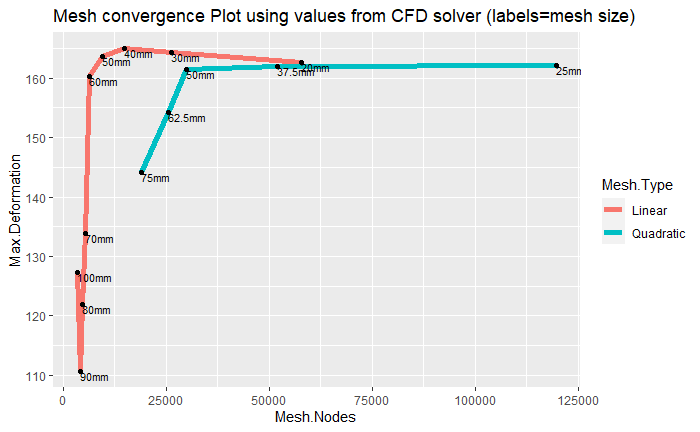 Mesh convergence Plot using values from CFD solver (labels=mesh size)
Max.Deformation
160
150
140
130
120
110
40mm
50mm
30mm
20mm
60mm
50mm
37.5mm
25mm
62.5mm
75mm
70mm
100mm
80mm
90mm
0
25000
50000
75000
100000
125000
Mesh.Nodes
Mesh.Type
Linear
Quadratic